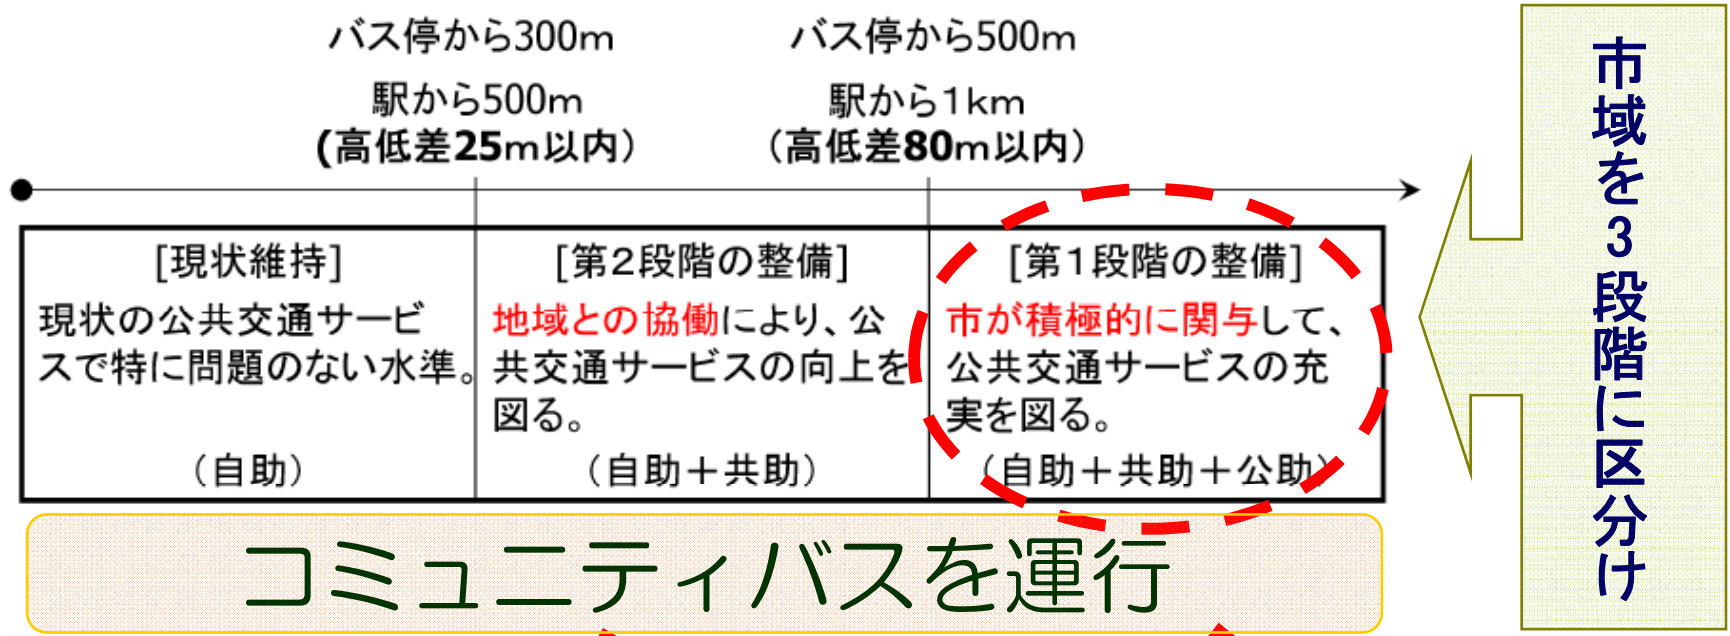 バス停から300m
駅から500m
(高低差25m以内)
バス停から500m
駅から1km
(高低差80m以内)
[現状維持]
現状の公共交通サービ
スで特に問題のない水準。
(自助)
[第2段階の整備]
地域との協働により、公
共交通サービスの向上を
図る。
(自助+共助)
[第1段階の整備]
市が積極的に関与して、
公共交通サービスの充
実を図る。
(自助+共助+公助)
コミュニティバスを運行
市域を3段階に区分け